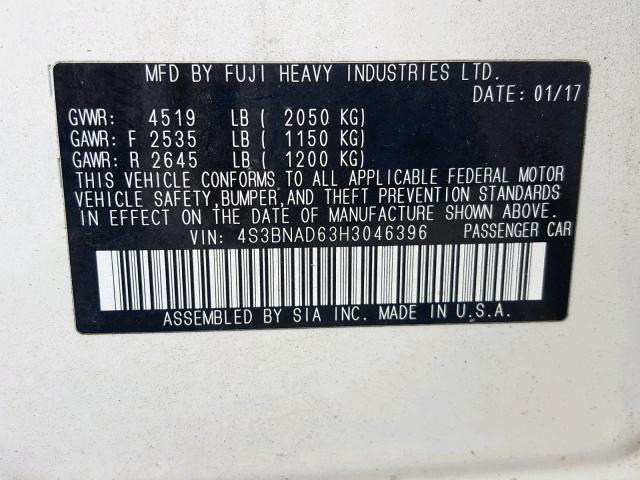 MFD BY FUJI HEAVY INDUSTRIES LTD.
DATE: 01/17
GVWR: 4519 LB ( 2050 KG)
GAWR: F 2535 LB ( 1150 KG)
GAWR: R 2645 LB ( 1200 KG)
THIS VEHICLE CONFORMS TO ALL APPLICABLE FEDERAL MOTOR
VEHICLE SAFETY,BUMPER,AND THEFT PREVENTION STANDARDS
IN EFFECT ON THE DATE OF MANUFACTURE SHOWN ABOVE.
VIN: 4S3BNAD63H3046396 PASSENGER CAR
ASSEMBLED BY SIA INC. MADE IN U.S.A.